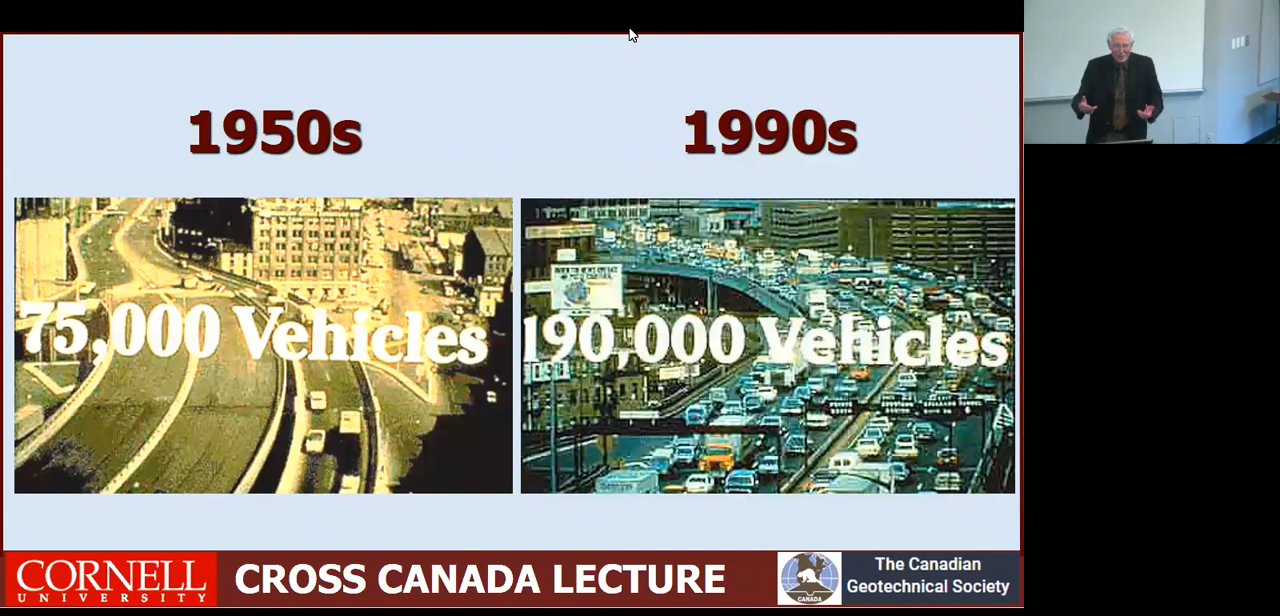 1950s
1990s
75,000 Vehicles
190,000 Vehicles
CORNELL
UNIVERSITY
CROSS CANADA LECTURE
CANADA
The Canadian
Geotechnical Society